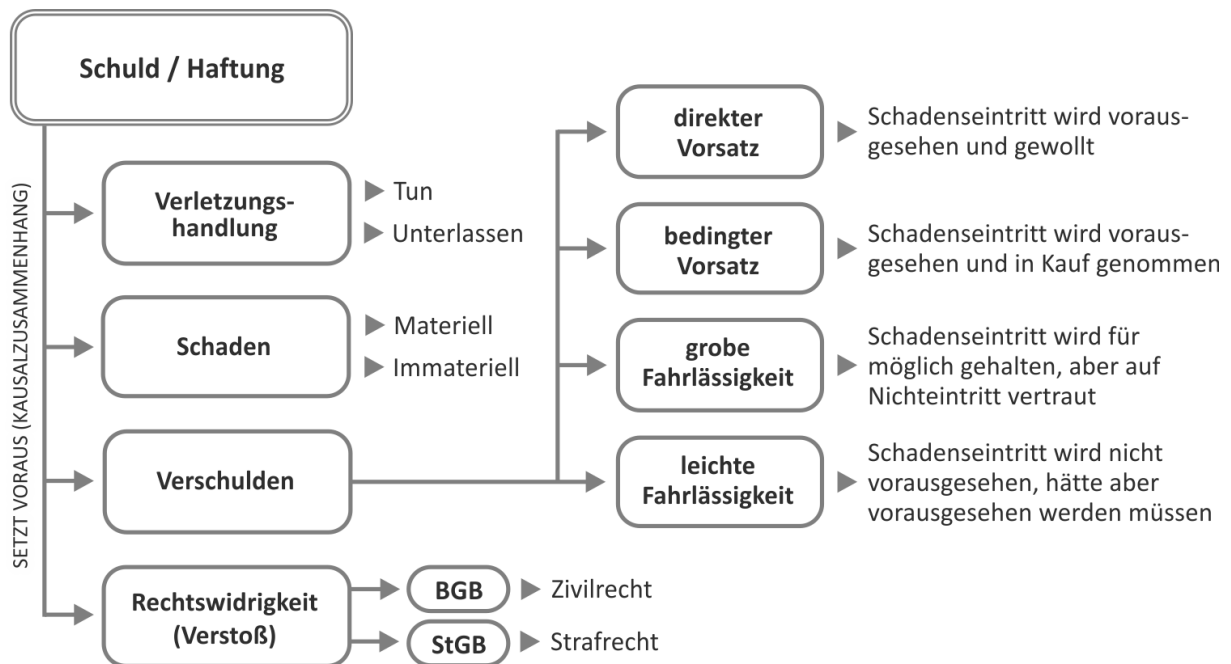 Schuld / Haftung
SETZT VORAUS (KAUSALZUSAMMENHANG)
Verletzungs-
handlung
Tun
Unterlassen
Schaden
Materiell
Immateriell
Verschulden
direkter
Vorsatz
Schadenseintritt wird voraus-
gesehen und gewollt
bedingter
Vorsatz
Schadenseintritt wird voraus-
gesehen und in Kauf genommen
grobe
Fahrlässigkeit
Schadenseintritt wird für
möglich gehalten, aber auf
Nichteintritt vertraut
leichte
Fahrlässigkeit
Schadenseintritt wird nicht
vorausgesehen, hätte aber
vorausgesehen werden müssen
Rechtswidrigkeit
(Verstoß)
BGB
Zivilrecht
StGB
Strafrecht